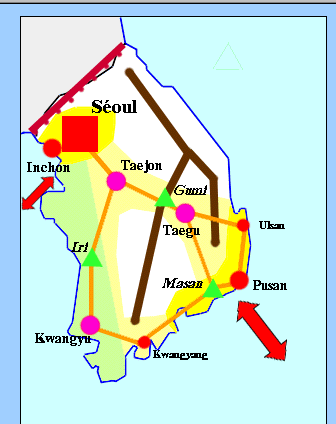 Séoul
Inchon
Taejon
Gumi
Taegu
Ulsan
Iri
Masan
Pusan
Kwangyu
Kwangyang